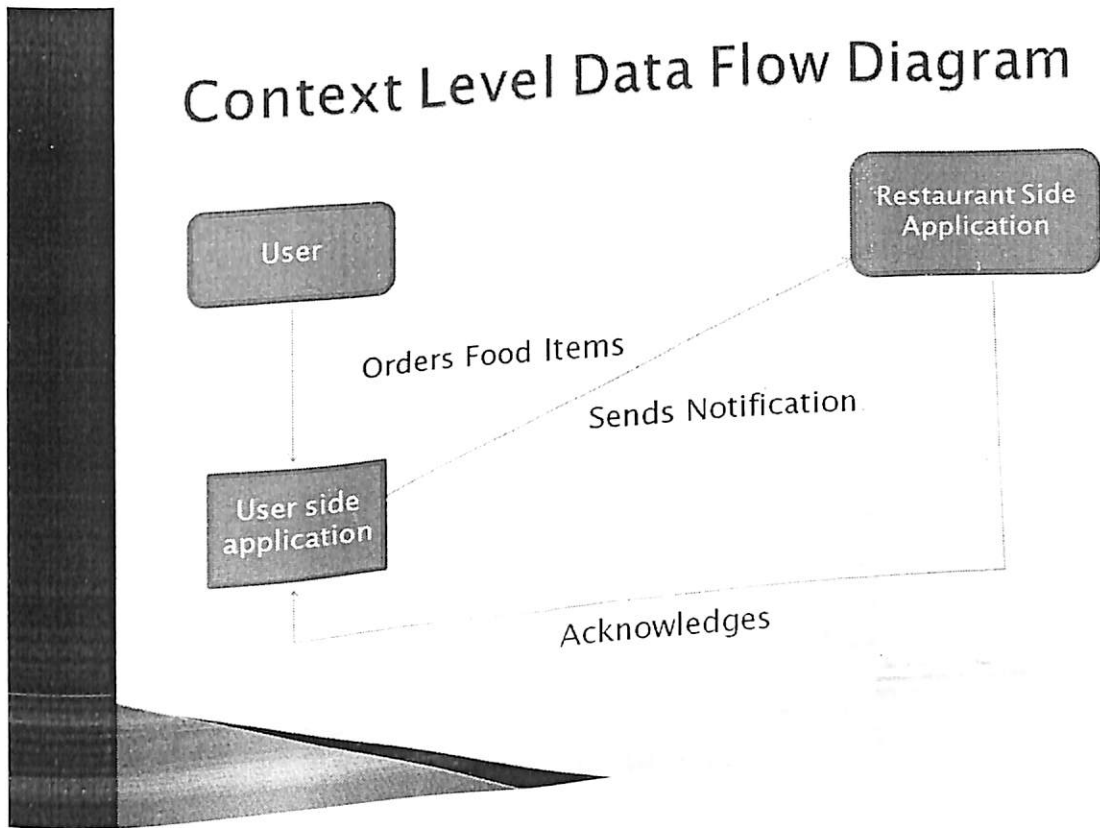 Context Level Data Flow Diagram
Restaurant Side
Application
User
Orders Food Items
Sends Notification
User side
application
Acknowledges